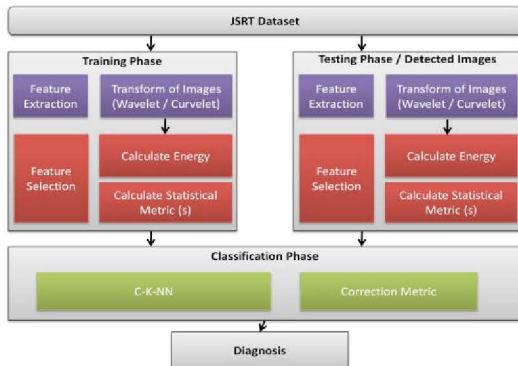 JSRT Dataset
Training Phase
Feature
Extraction
Transform of Images
(Wavelet / Curvelet)
Feature
Selection
Calculate Energy
Calculate Statistical
Metric (s)
Testing Phase / Detected Images
Feature
Extraction
Transform of Images
(Wavelet / Curvelet)
Feature
Selection
Calculate Energy
Calculate Statistical
Metric (s)
Classification Phase
C-K-NN
Correction Metric
Diagnosis